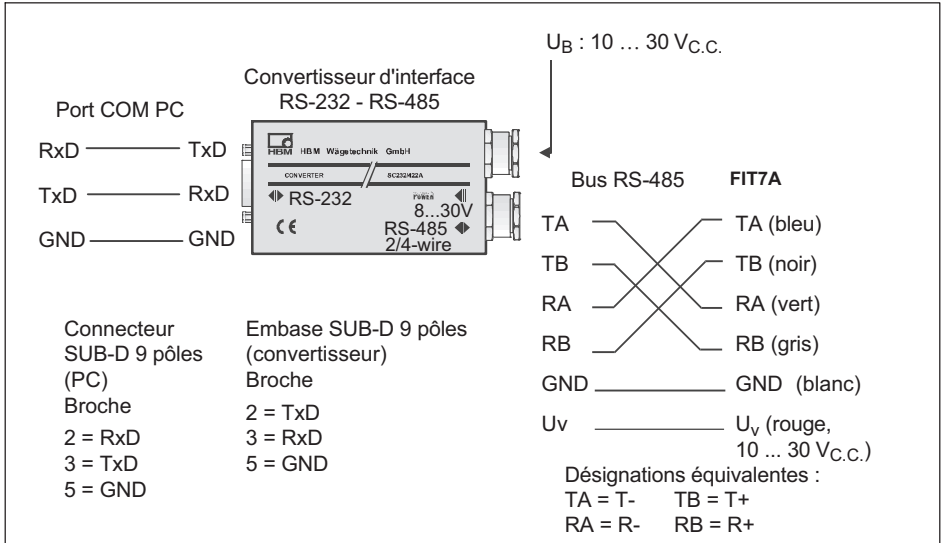 U_B : 10 … 30 V_C.C.
Convertisseur d'interface
RS-232 - RS-485
Port COM PC
RxD TxD
TxD RxD
GND GND
HBM HBM Wägetechnik GmbH
CONVERTER SC232/422A
RS-232
POWER
8...30V
CE RS-485
2/4-wire
Bus RS-485 FIT7A
TA TA (bleu)
TB TB (noir)
RA RA (vert)
RB RB (gris)
GND GND (blanc)
Uv U_v (rouge,
10 ... 30 V_C.C.)
Connecteur
SUB-D 9 pôles
(PC)
Broche
2 = RxD
3 = TxD
5 = GND
Embase SUB-D 9 pôles
(convertisseur)
Broche
2 = TxD
3 = RxD
5 = GND
Désignations équivalentes :
TA = T- TB = T+
RA = R- RB = R+